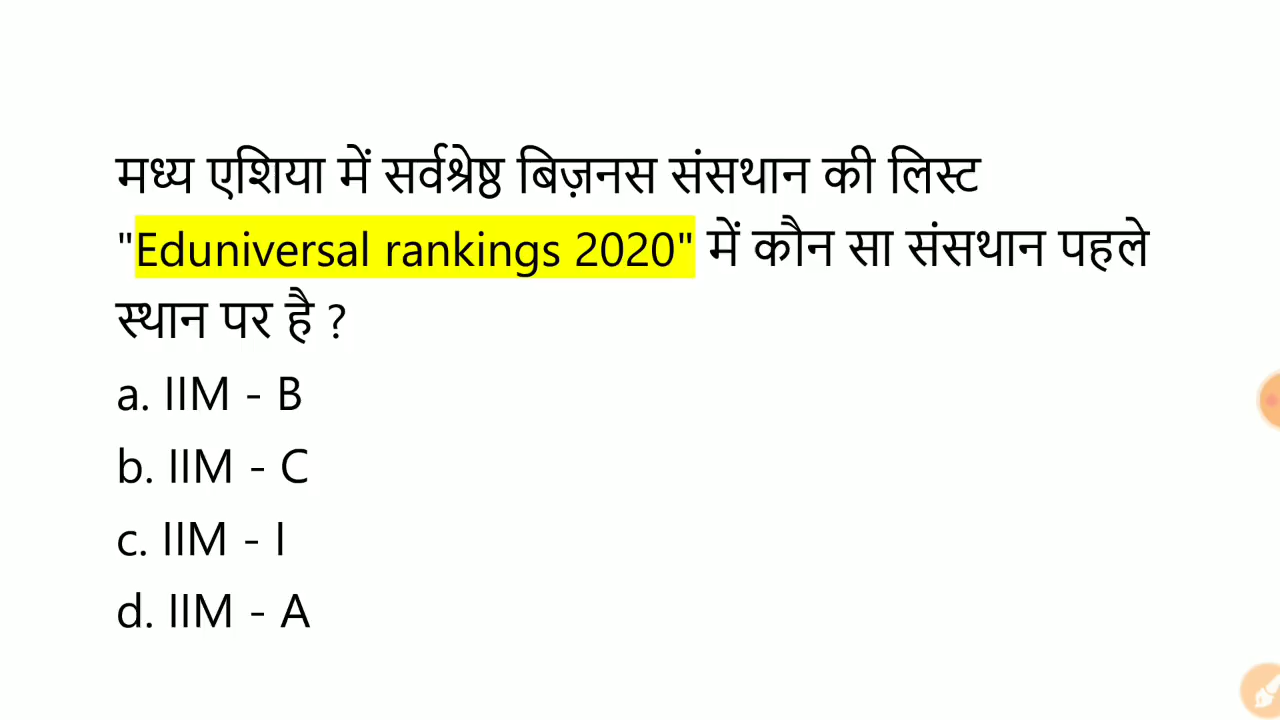 मध्य एशिया में सर्वश्रेष्ठ बिज़नस संसथान की लिस्ट
"Eduniversal rankings 2020" में कौन सा संसथान पहले
स्थान पर है ?
a. IIM - B
b. IIM - C
c. IIM - I
d. IIM - A